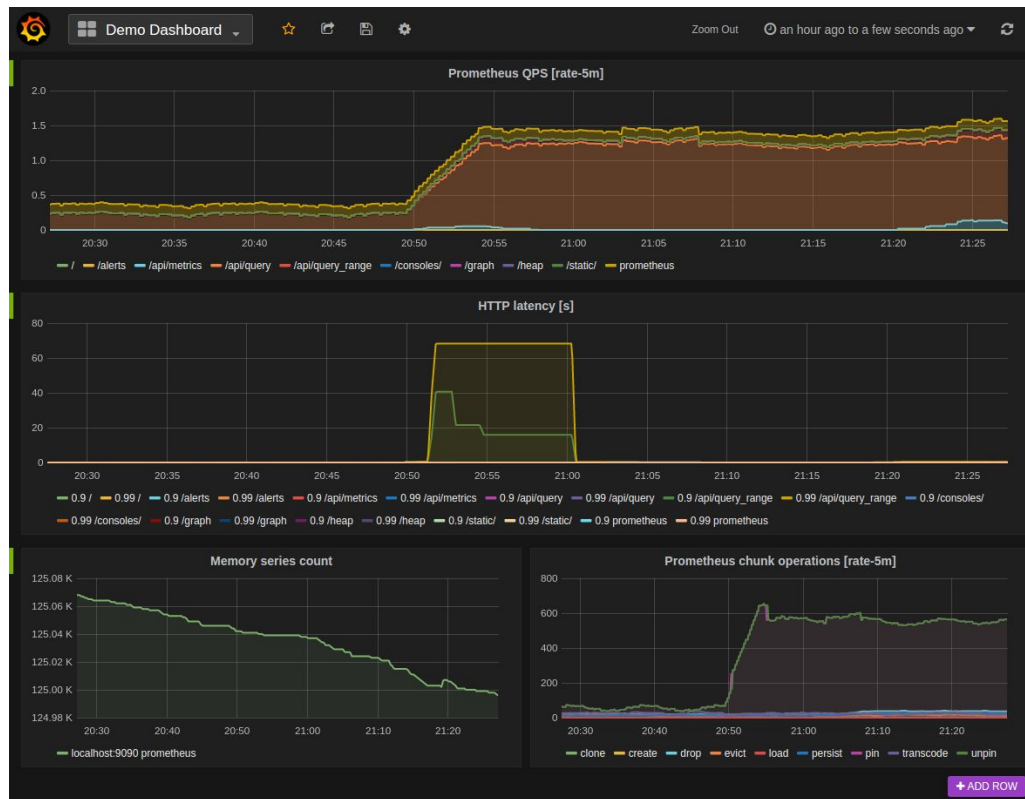 Demo Dashboard
Zoom Out
an hour ago to a few seconds ago
Prometheus QPS [rate-5m]
2.0
1.5
1.0
0.5
0
20:30 20:35 20:40 20:45 20:50 20:55 21:00 21:05 21:10 21:15 21:20 21:25
/ /alerts /api/metrics /api/query /api/query_range /consoles/ /graph /heap /static/ prometheus
HTTP latency [s]
80
60
40
20
0
20:30 20:35 20:40 20:45 20:50 20:55 21:00 21:05 21:10 21:15 21:20 21:25
0.9 / 0.99 / 0.9 /alerts 0.99 /alerts 0.9 /api/metrics 0.99 /api/metrics 0.9 /api/query 0.99 /api/query 0.9 /api/query_range 0.99 /api/query_range 0.9 /consoles/
0.99 /consoles/ 0.9 /graph 0.99 /graph 0.9 /heap 0.99 /heap 0.9 /static/ 0.99 /static/ 0.9 prometheus 0.99 prometheus
Memory series count
125.08 K
125.06 K
125.04 K
125.02 K
125.00 K
124.98 K
20:30 20:40 20:50 21:00 21:10 21:20
localhost:9090 prometheus
Prometheus chunk operations [rate-5m]
800
600
400
200
0
20:30 20:40 20:50 21:00 21:10 21:20
clone create drop evict load persist pin transcode unpin
+ ADD ROW